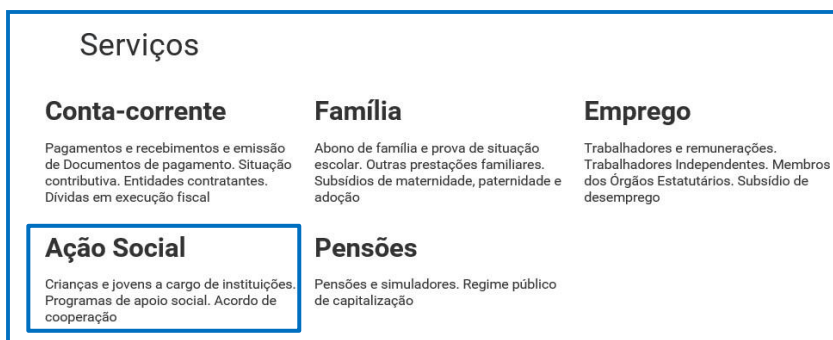 Serviços
Conta-corrente
Pagamentos e recebimentos e emissão
de Documentos de pagamento. Situação
contributiva. Entidades contratantes.
Dívidas em execução fiscal
Família
Abono de família e prova de situação
escolar. Outras prestações familiares.
Subsídios de maternidade, paternidade e
adoção
Emprego
Trabalhadores e remunerações.
Trabalhadores Independentes. Membros
dos Órgãos Estatutários. Subsídio de
desemprego
Ação Social
Crianças e jovens a cargo de instituições.
Programas de apoio social. Acordo de
cooperação
Pensões
Pensões e simuladores. Regime público
de capitalização